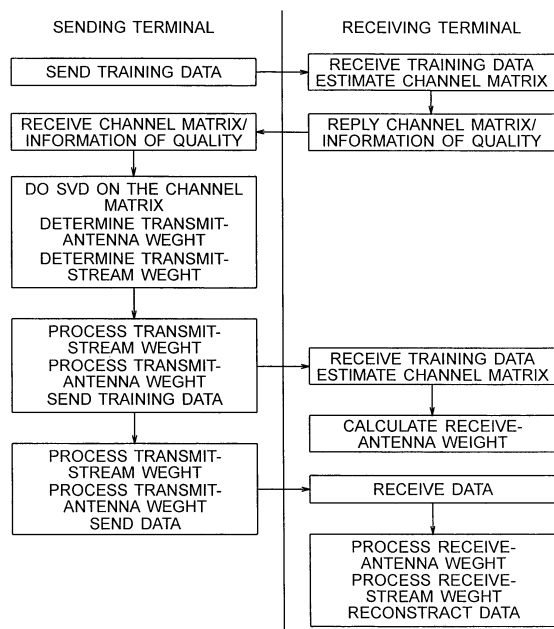 SENDING TERMINAL
RECEIVING TERMINAL
SEND TRAINING DATA
RECEIVE TRAINING DATA
ESTIMATE CHANNEL MATRIX
RECEIVE CHANNEL MATRIX/
INFORMATION OF QUALITY
REPLY CHANNEL MATRIX/
INFORMATION OF QUALITY
DO SVD ON THE CHANNEL
MATRIX
DETERMINE TRANSMIT-
ANTENNA WEGHT
DETERMINE TRANSMIT-
STREAM WEGHT
PROCESS TRANSMIT-
STREAM WEGHT
PROCESS TRANSMIT-
ANTENNA WEGHT
SEND TRAINING DATA
RECEIVE TRAINING DATA
ESTIMATE CHANNEL MATRIX
CALCULATE RECEIVE-
ANTENNA WEIGHT
PROCESS TRANSMIT-
STREAM WEGHT
PROCESS TRANSMIT-
ANTENNA WEGHT
SEND DATA
RECEIVE DATA
PROCESS RECEIVE-
ANTENNA WEGHT
PROCESS RECEIVE-
STREAM WEGHT
RECONSTRACT DATA